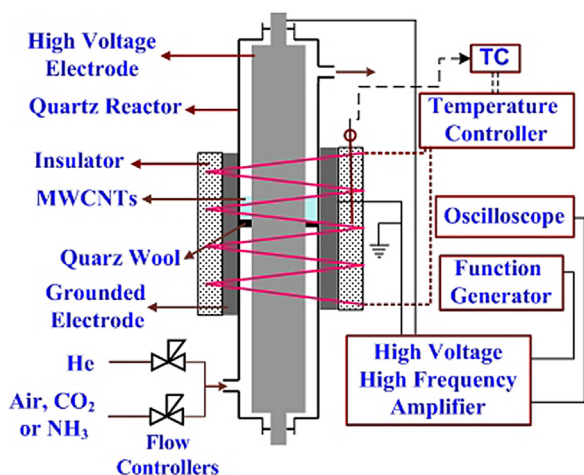 High Voltage
Electrode
Quartz Reactor
Insulator
MWCNTs
Quarz Wool
Grounded
Electrode
He
Air, CO₂
or NH₃
Flow
Controllers
TC
Temperature
Controller
Oscilloscope
Function
Generator
High Voltage
High Frequency
Amplifier